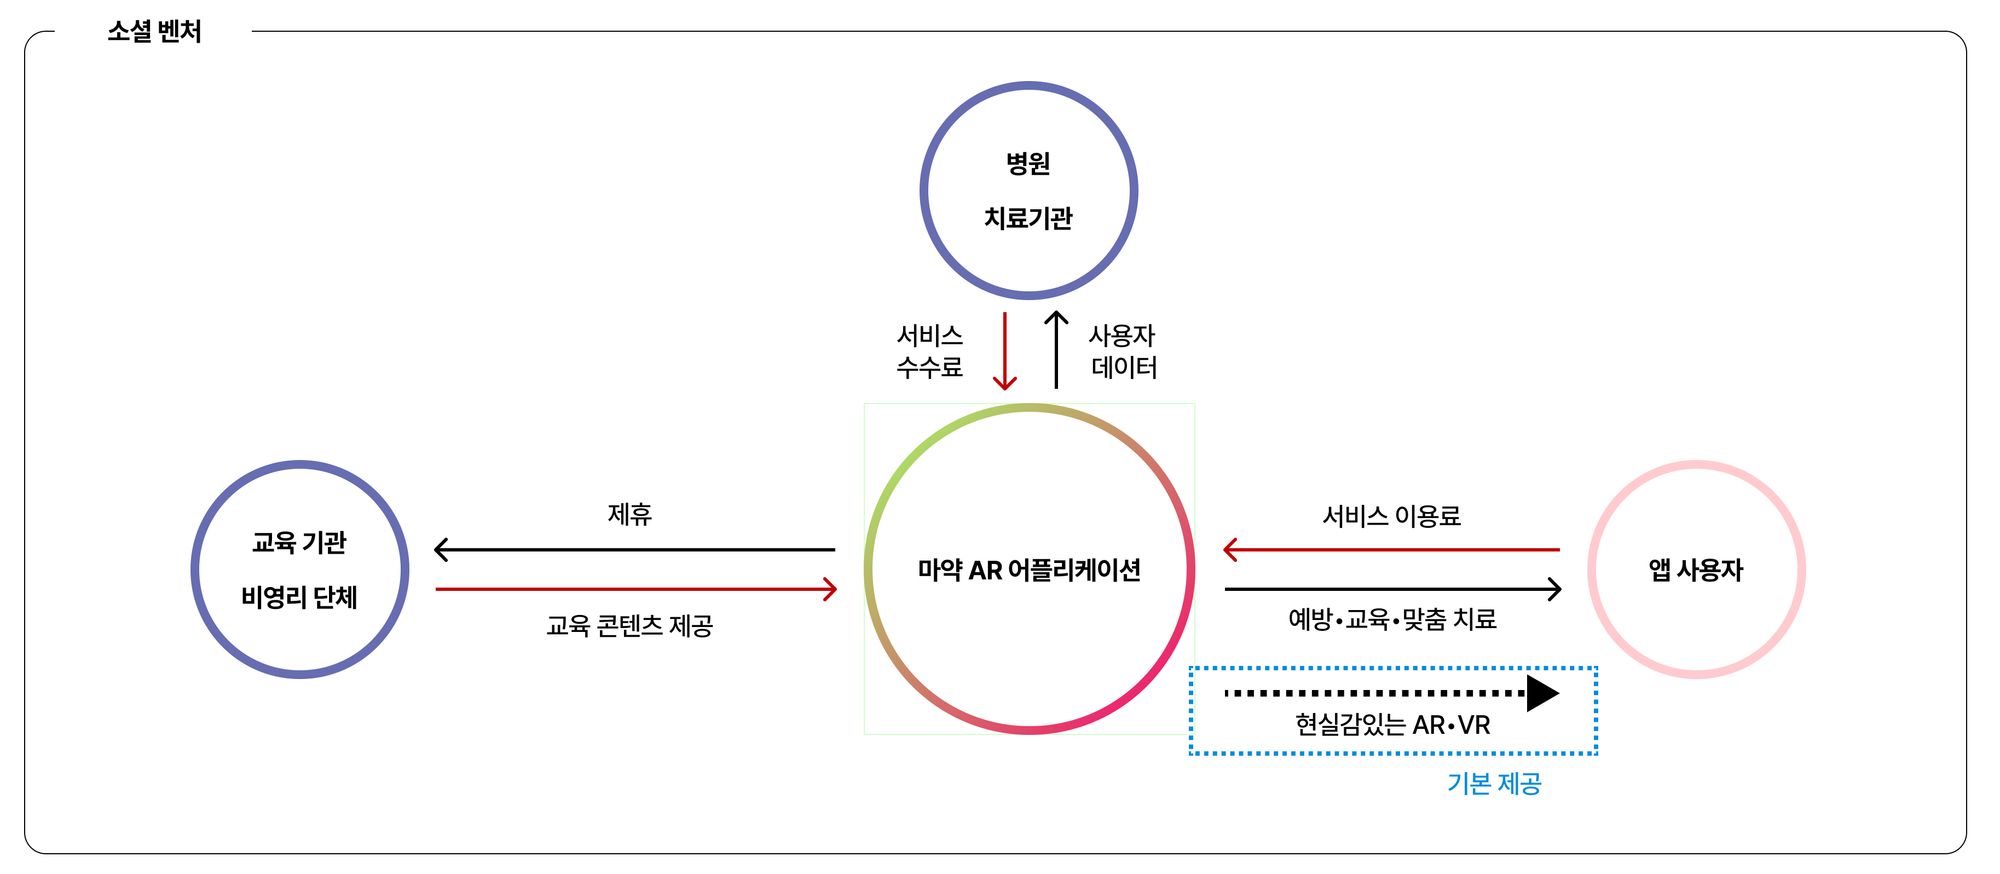 소셜 벤처
병원
치료기관
서비스
수수료
사용자
데이터
교육 기관
비영리 단체
제휴
교육 콘텐츠 제공
마약 AR 어플리케이션
서비스 이용료
예방•교육•맞춤 치료
앱 사용자
현실감있는 AR•VR
기본 제공